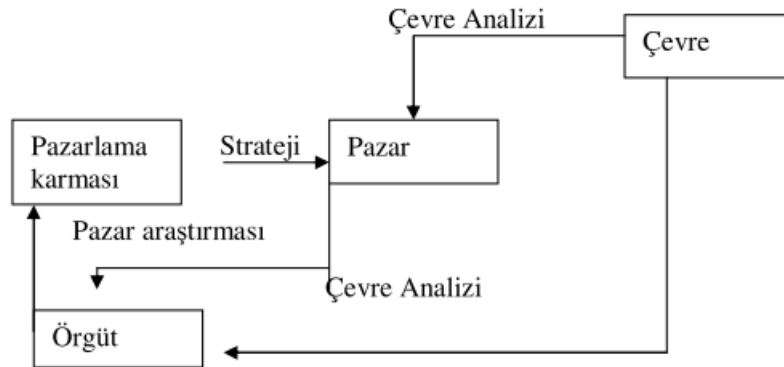 Çevre Analizi
Çevre
Pazarlama
karması
Strateji
Pazar
Pazar araştırması
Çevre Analizi
Örgüt